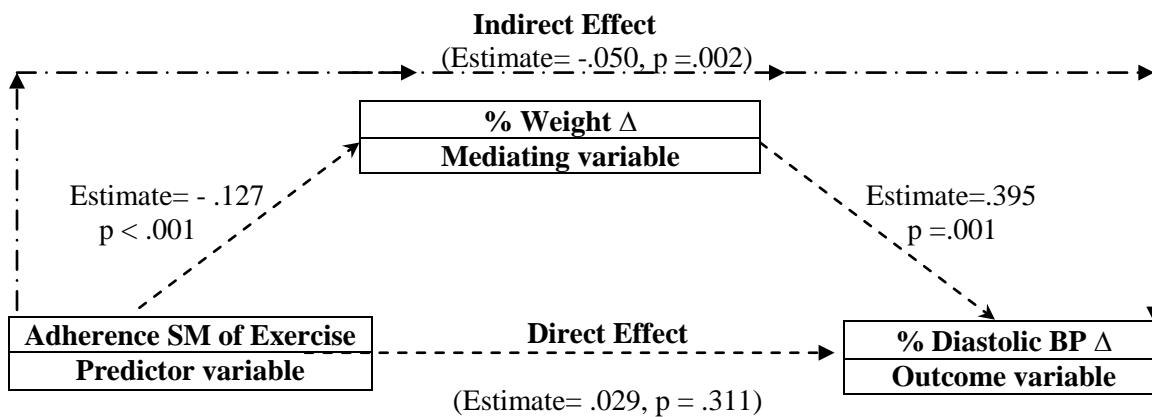 Indirect Effect
(Estimate= -.050, p =.002)
% Weight Δ
Mediating variable
Estimate= - .127
p < .001
Estimate=.395
p =.001
Adherence SM of Exercise
Predictor variable
Direct Effect
(Estimate= .029, p = .311)
% Diastolic BP Δ
Outcome variable